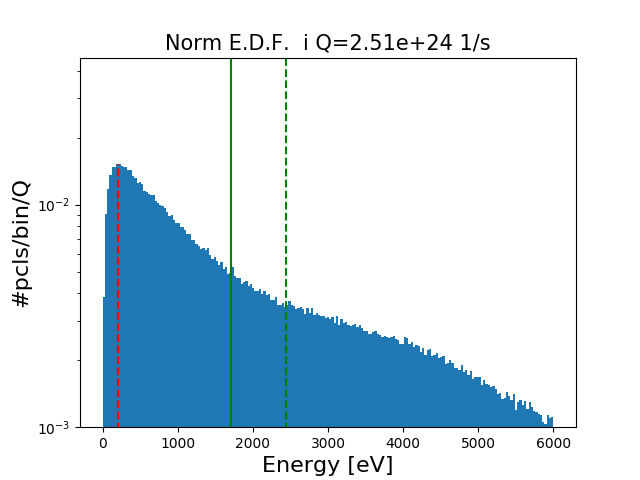 Norm E.D.F.  i Q=2.51e+24 1/s
#pcls/bin/Q
10⁻²
10⁻³
0 1000 2000 3000 4000 5000 6000
Energy [eV]